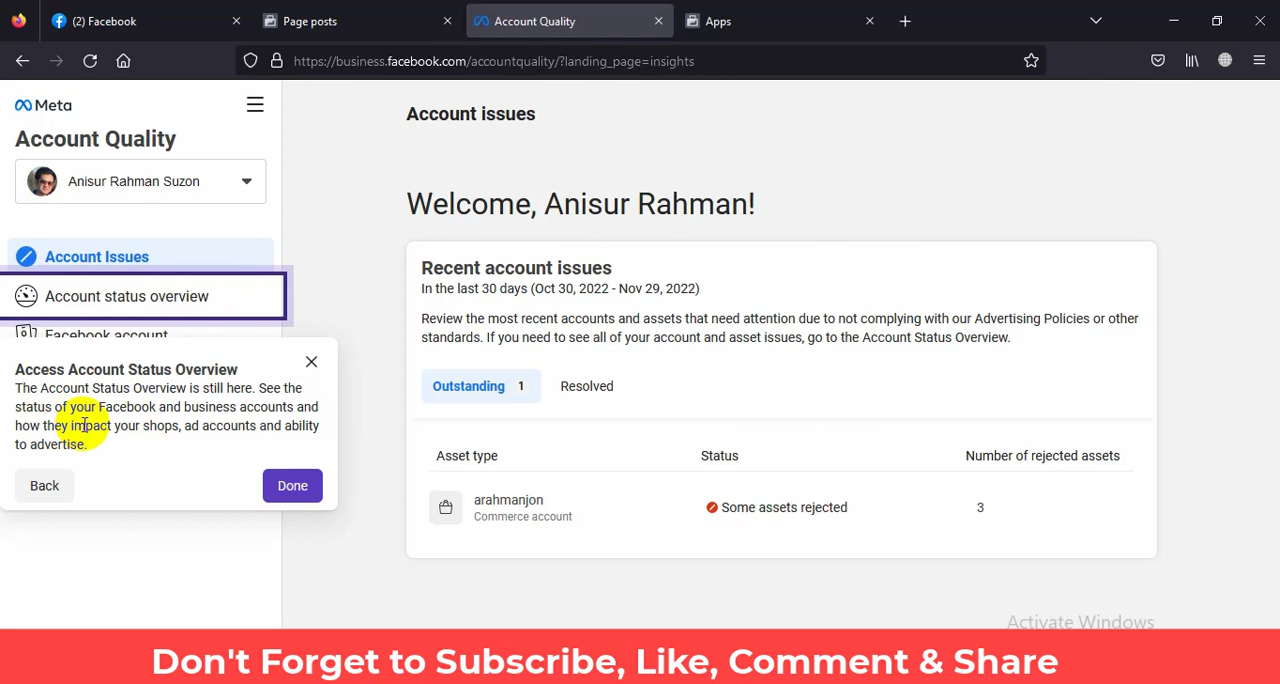 (2) Facebook
Page posts
Account Quality
Apps
https://business.facebook.com/accountquality/?landing_page=insights
Meta
Account Quality
Anisur Rahman Suzon
Account Issues
Account status overview
Facebook account
Access Account Status Overview
The Account Status Overview is still here. See the
status of your Facebook and business accounts and
how they impact your shops, ad accounts and ability
to advertise.
Back
Done
Account issues
Welcome, Anisur Rahman!
Recent account issues
In the last 30 days (Oct 30, 2022 - Nov 29, 2022)
Review the most recent accounts and assets that need attention due to not complying with our Advertising Policies or other
standards. If you need to see all of your account and asset issues, go to the Account Status Overview.
Outstanding 1
Resolved
Asset type
Status
Number of rejected assets
arahmanjon
Commerce account
Some assets rejected
3
Activate Windows
Don't Forget to Subscribe, Like, Comment & Share